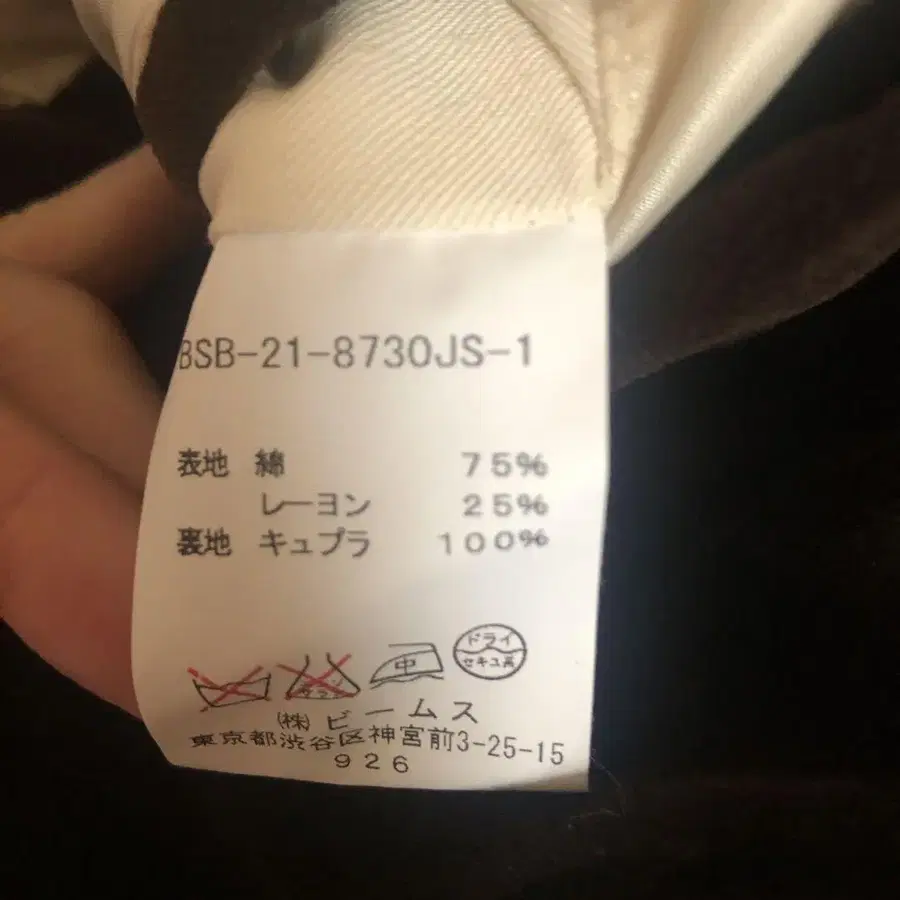 BSB-21-8730JS-1
表地 綿 75%
レーヨン 25%
裏地 キュプラ 100%
中
ドライ
セキユ系
(株) ビームス
東京都渋谷区神宮前3-25-15
926